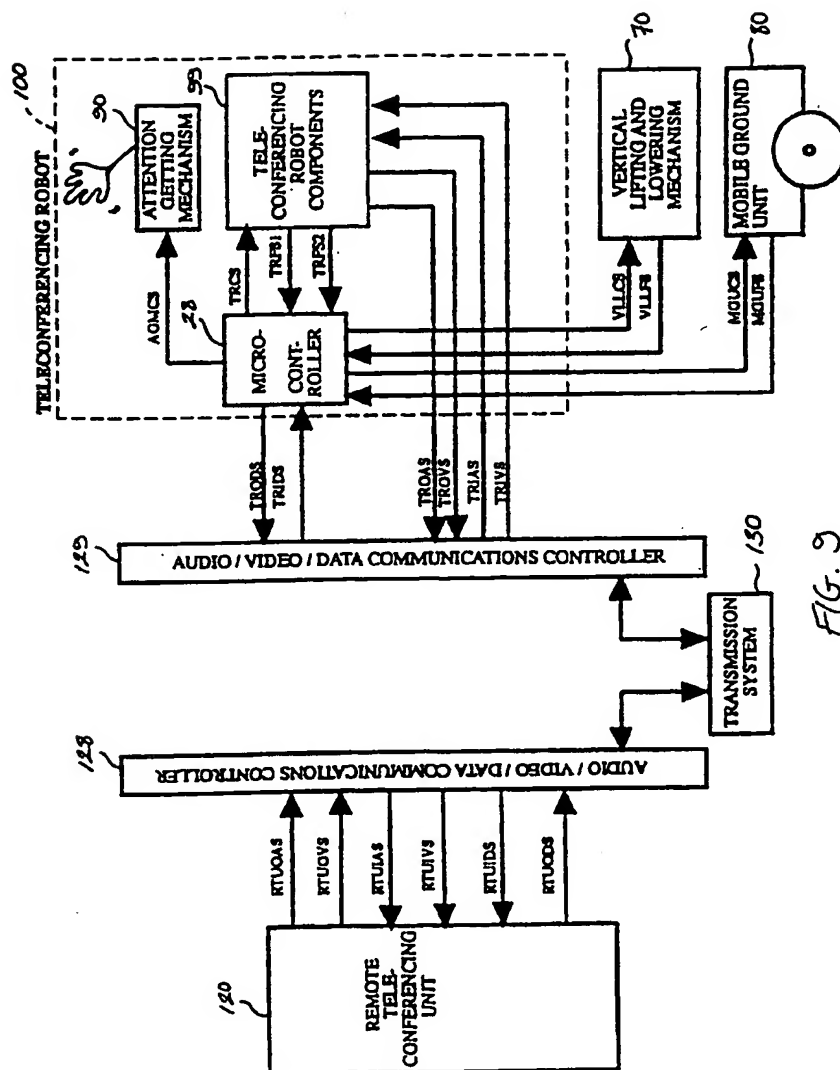 TELECONFERENCING ROBOT
100
90
ATTENTION
GETTING
MECHANISM
99
TELE-
CONFERENCING
ROBOT
COMPONENTS
AGMCS
TRCS
TRFS1
TRFS2
28
MICRO-
CONT-
ROLLER
70
VERTICAL
LIFTING AND
LOWERING
MECHANISM
80
MOBILE GROUND
UNIT
VLLCS
VLLFS
MGUCS
MGUFS
TRODS
TRIDS
TROAS
TROVS
TRIAS
TRIVS
129
AUDIO / VIDEO / DATA COMMUNICATIONS CONTROLLER
130
TRANSMISSION
SYSTEM
128
AUDIO / VIDEO / DATA COMMUNICATIONS CONTROLLER
RTUOAS
RTUOVS
RTUIAS
RTUIVS
RTUIDS
RTUODS
120
REMOTE
TELE-
CONFERENCING
UNIT
FIG. 9